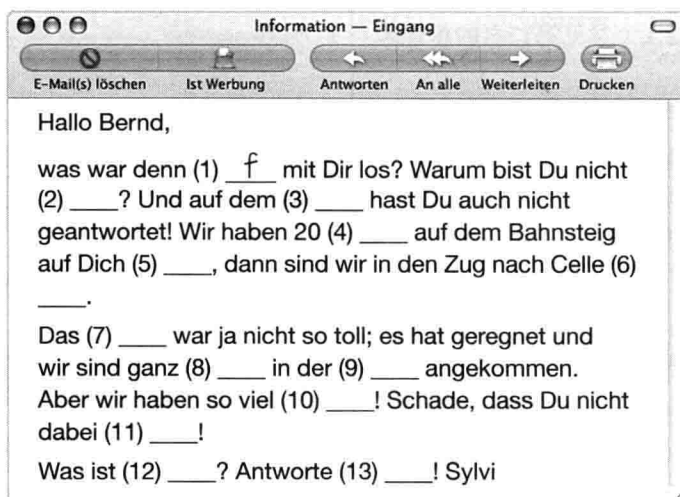 Information — Eingang
E-Mail(s) löschen Ist Werbung Antworten An alle Weiterleiten Drucken
Hallo Bernd,
was war denn (1) __f__ mit Dir los? Warum bist Du nicht
(2) ____? Und auf dem (3) ____ hast Du auch nicht
geantwortet! Wir haben 20 (4) ____ auf dem Bahnsteig
auf Dich (5) ____, dann sind wir in den Zug nach Celle (6)
____.
Das (7) ____ war ja nicht so toll; es hat geregnet und
wir sind ganz (8) ____ in der (9) ____ angekommen.
Aber wir haben so viel (10) ____! Schade, dass Du nicht
dabei (11) ____!
Was ist (12) ____? Antworte (13) ____! Sylvi